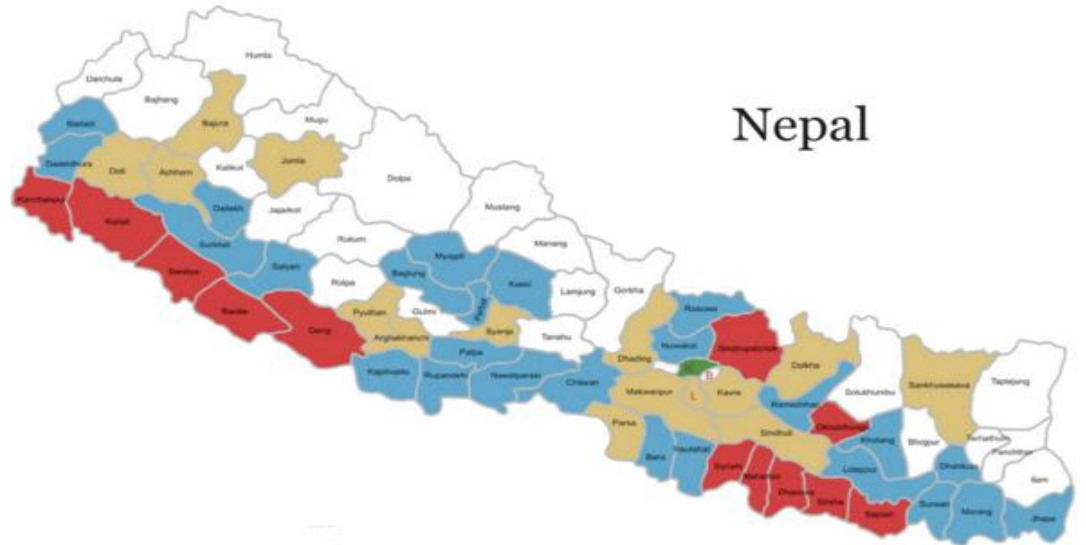 Nepal
Humla
Darchula
Bajhang
Mugu
Bajura
Baitadi
Dadeldhura
Doti
Achham
Kalikot
Jumla
Dolpa
Kanchanpur
Kailali
Dailekh
Jajarkot
Mustang
Surkhet
Rukum
Manang
Myagdi
Bardiya
Salyan
Baglung
Kaski
Rolpa
Lamjung
Gorkha
Banke
Pyuthan
Gulmi
Parbat
Rasuwa
Dang
Arghakhanchi
Syanja
Tanahu
Nuwakot
Sindhupalchok
Palpa
Dhading
Dolkha
Kapilvastu
Rupandehi
Nawalparasi
Chitwan
B
Makawanpur
L
Kavre
Ramechhap
Solukhumbu
Sankhuwasava
Taplejung
Parsa
Sindhuli
Okhaldhunga
Khotang
Bhojpur
Terhathum
Panchthar
Bara
Rautahat
Sarlahi
Mahottari
Dhanusa
Siraha
Saptari
Udaypur
Dhankuta
Ilam
Sunsari
Morang
Jhapa